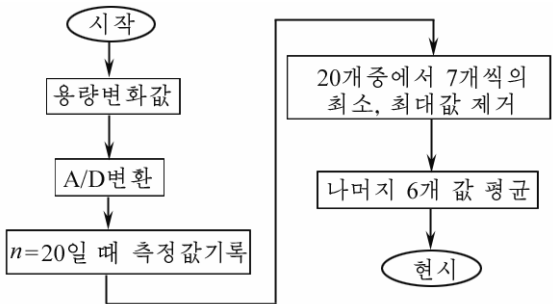 시작
용량변화값
A/D변환
n=20일 때 측정값기록
20개중에서 7개씩의
최소, 최대값 제거
나머지 6개 값 평균
현시